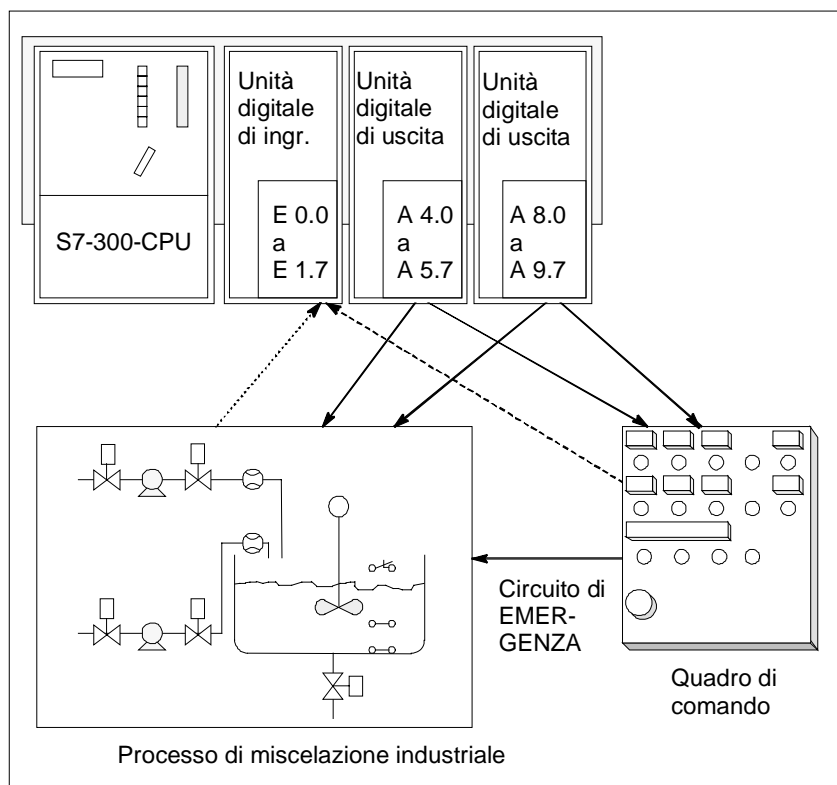 S7-300-CPU
Unità
digitale
di ingr.
E 0.0
a
E 1.7
Unità
digitale
di uscita
A 4.0
a
A 5.7
Unità
digitale
di uscita
A 8.0
a
A 9.7
Circuito di
EMER-
GENZA
Quadro di
comando
Processo di miscelazione industriale